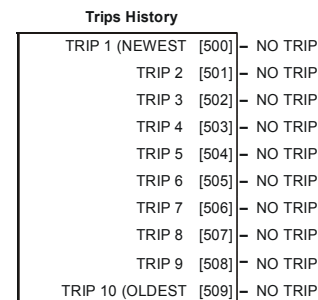 Trips History
TRIP 1 (NEWEST [500] – NO TRIP
TRIP 2 [501] – NO TRIP
TRIP 3 [502] – NO TRIP
TRIP 4 [503] – NO TRIP
TRIP 5 [504] – NO TRIP
TRIP 6 [505] – NO TRIP
TRIP 7 [506] – NO TRIP
TRIP 8 [507] – NO TRIP
TRIP 9 [508] – NO TRIP
TRIP 10 (OLDEST [509] – NO TRIP